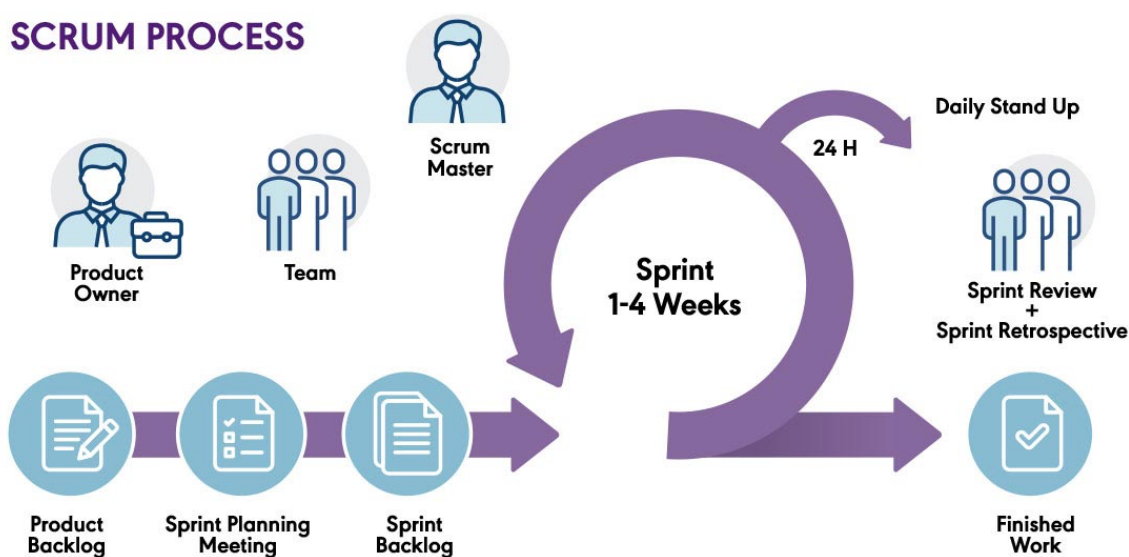 SCRUM PROCESS
Scrum
Master
Product
Owner
Team
24 H
Daily Stand Up
Sprint
1-4 Weeks
Sprint Review
+
Sprint Retrospective
Product
Backlog
Sprint Planning
Meeting
Sprint
Backlog
Finished
Work